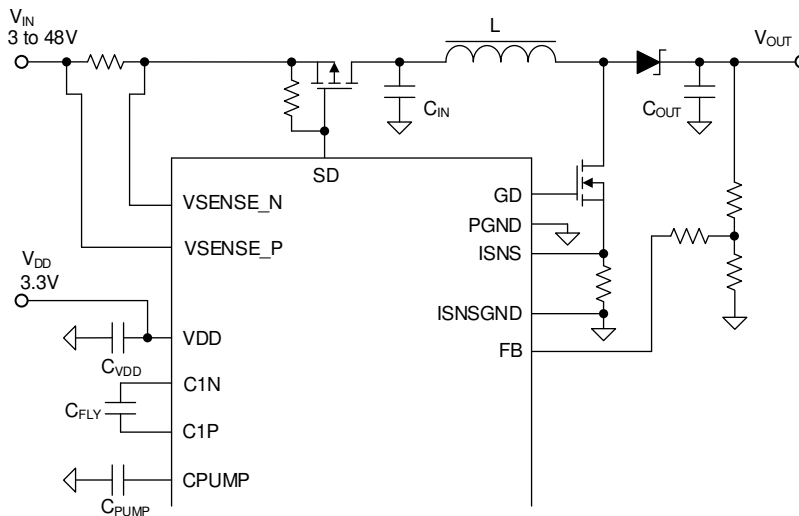 VIN
3 to 48V
L
VOUT
CIN
COUT
SD
GD
VSENSE_N
PGND
VSENSE_P
ISNS
VDD
3.3V
ISNSGND
VDD
FB
CVDD
C1N
CFLY
C1P
CPUMP
CPUMP